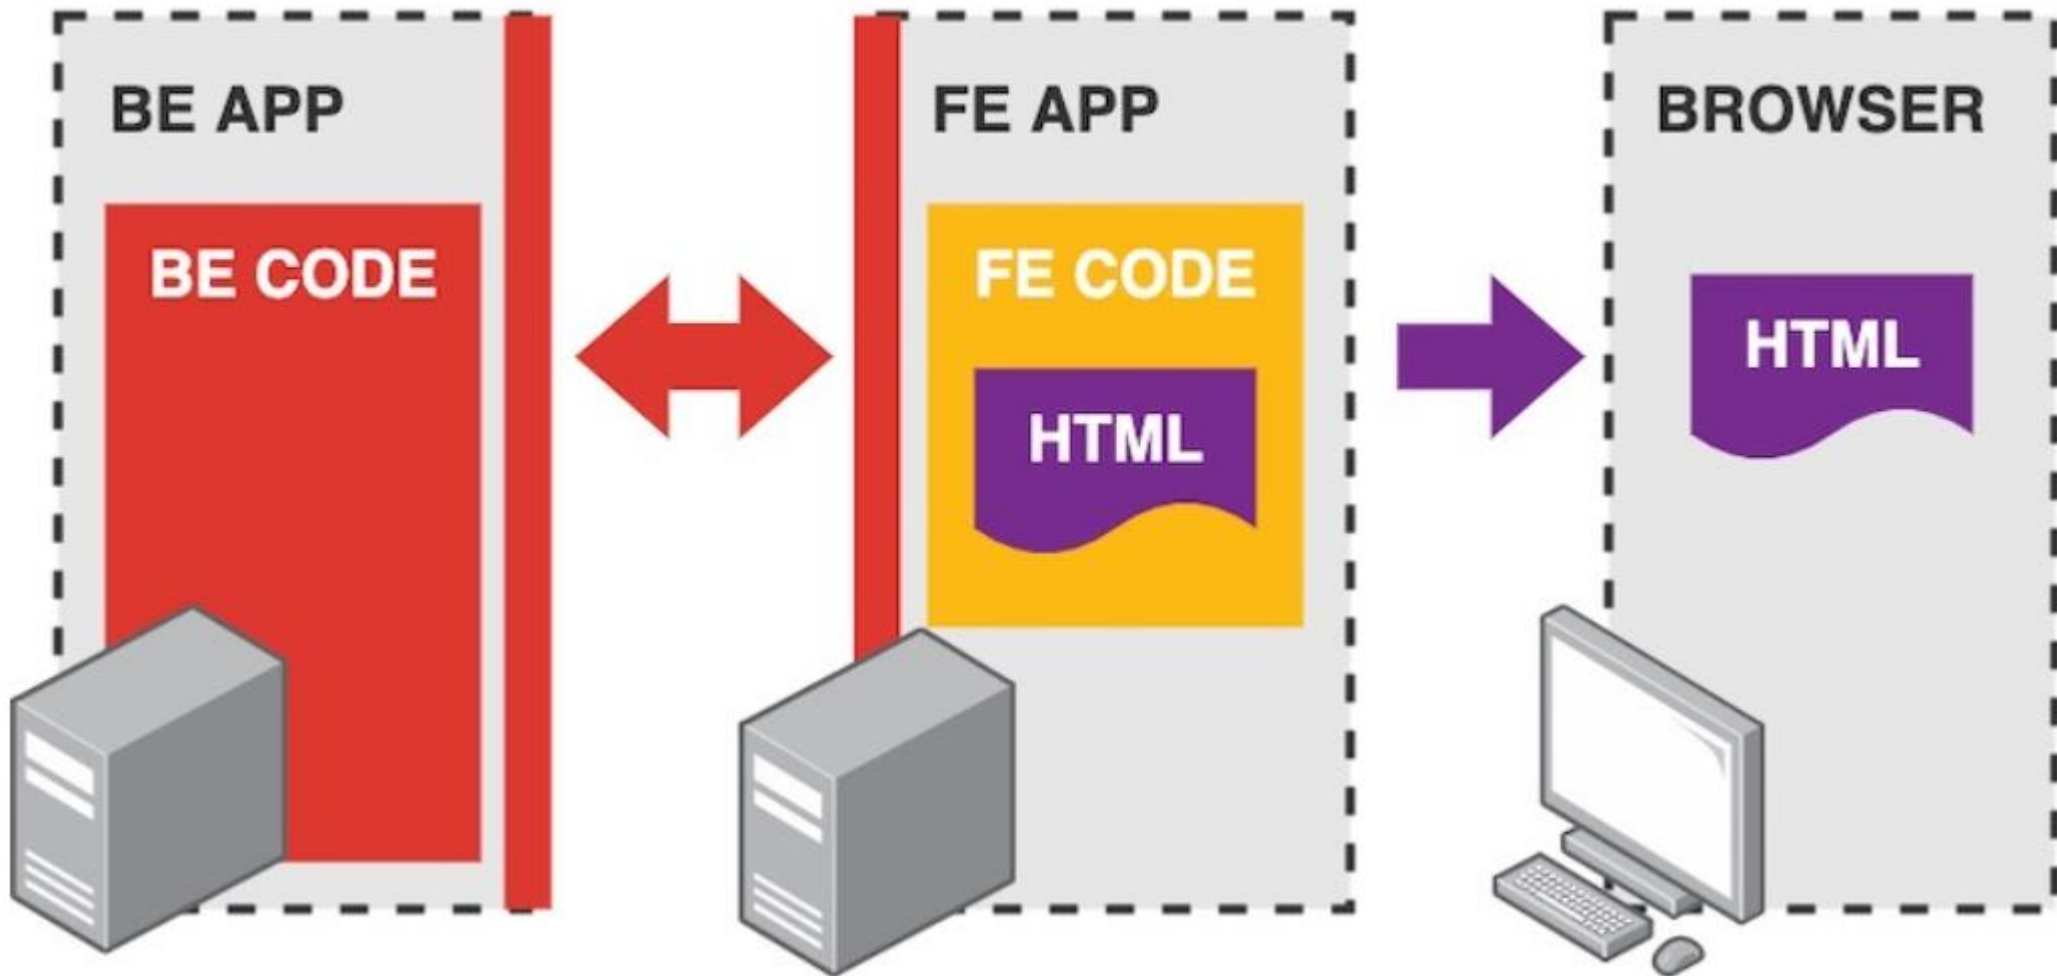 BE APP
BE CODE
FE APP
FE CODE
HTML
BROWSER
HTML